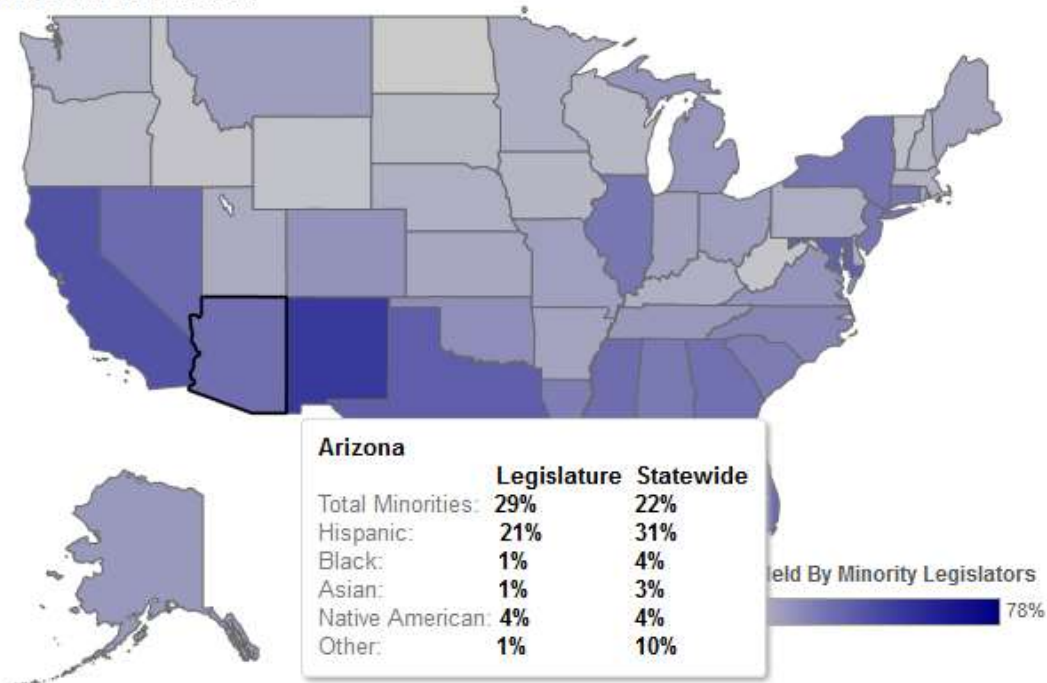 Arizona
Legislature Statewide
Total Minorities: 29% 22%
Hispanic: 21% 31%
Black: 1% 4%
Asian: 1% 3%
Native American: 4% 4%
Other: 1% 10%
By Minority Legislators
78%